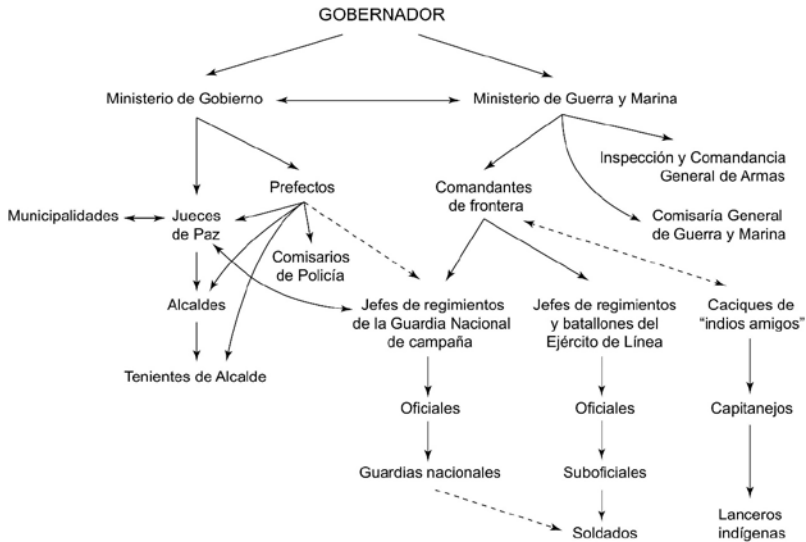 GOBERNADOR
Ministerio de Gobierno
Ministerio de Guerra y Marina
Inspección y Comandancia
General de Armas
Prefectos
Comandantes
de frontera
Municipalidades
Jueces
de Paz
Comisaría General
de Guerra y Marina
Comisarios
de Policía
Alcaldes
Jefes de regimientos
de la Guardia Nacional
de campaña
Jefes de regimientos
y batallones del
Ejército de Línea
Caciques de
“indios amigos”
Tenientes de Alcalde
Oficiales
Oficiales
Capitanejos
Guardias nacionales
Suboficiales
Soldados
Lanceros
indígenas